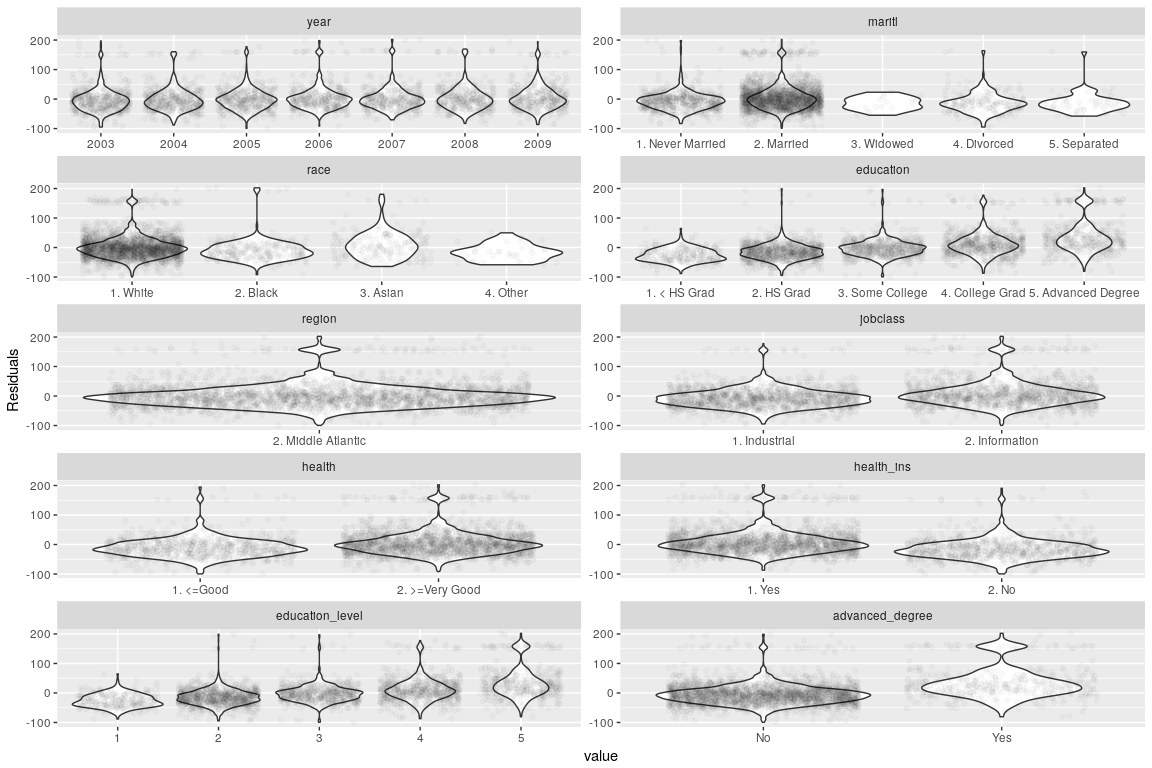 year
maritl
200
100
0
-100
2003 2004 2005 2006 2007 2008 2009
200
100
0
-100
1. Never Married 2. Married 3. Widowed 4. Divorced 5. Separated
race
education
200
100
0
-100
1. White 2. Black 3. Asian 4. Other
200
100
0
-100
1. < HS Grad 2. HS Grad 3. Some College 4. College Grad 5. Advanced Degree
region
jobclass
200
100
0
-100
2. Middle Atlantic
200
100
0
-100
1. Industrial 2. Information
health
health_ins
200
100
0
-100
1. <=Good 2. >=Very Good
200
100
0
-100
1. Yes 2. No
education_level
advanced_degree
200
100
0
-100
1 2 3 4 5
200
100
0
-100
No Yes
Residuals
value